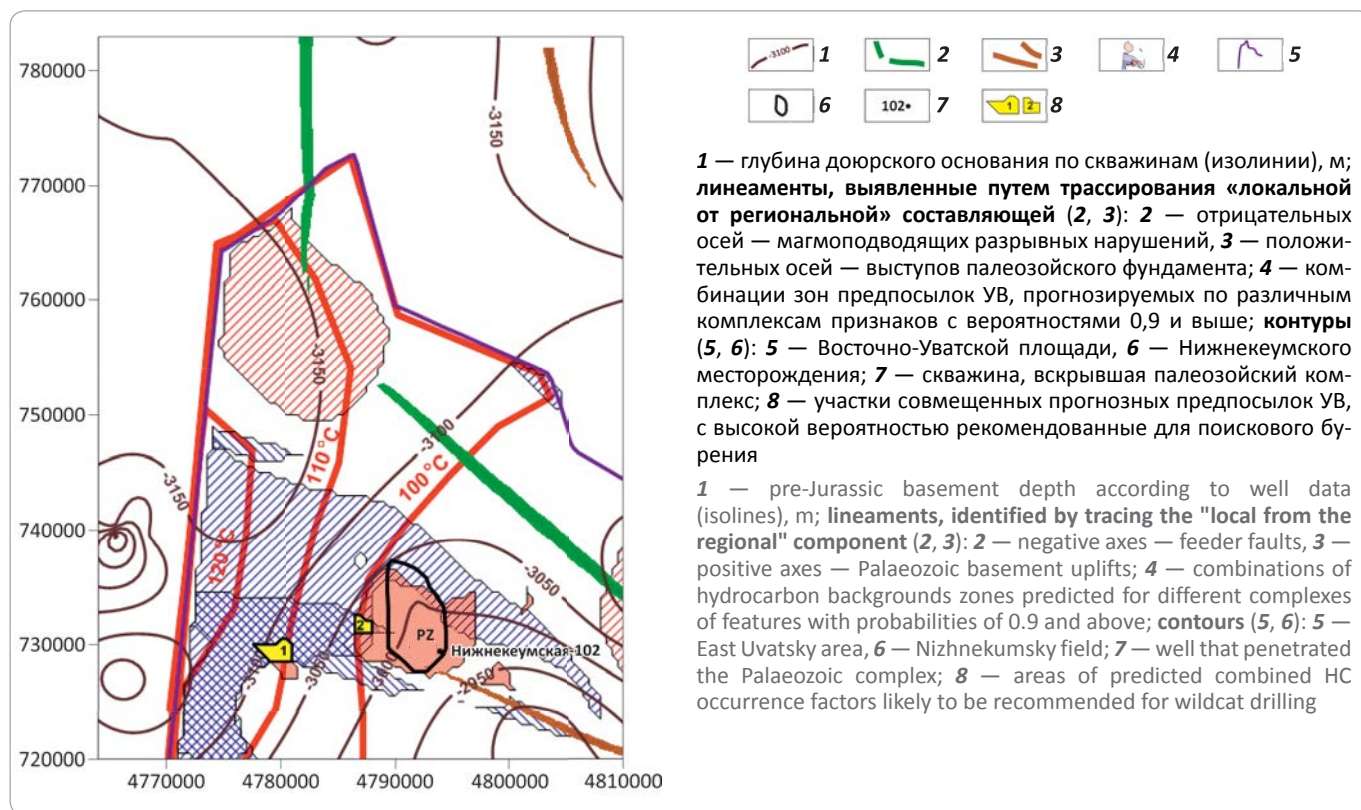 780000
770000
760000
750000
740000
730000
720000
4770000 4780000 4790000 4800000 4810000
-3150
-3150
-3100
-3150
110°C
100°C
120°C
-3050
-3100
-3050
-3000
-2950
PZ
Нижнекеумская-102
1
2
-3100 1 2 3 4 5
6 102• 7 1 2 8
1 — глубина доюрского основания по скважинам (изолинии), м;
линеаменты, выявленные путем трассирования «локальной
от региональной» составляющей (2, 3): 2 — отрицательных
осей — магмоподводящих разрывных нарушений, 3 — положи-
тельных осей — выступов палеозойского фундамента; 4 — ком-
бинации зон предпосылок УВ, прогнозируемых по различным
комплексам признаков с вероятностями 0,9 и выше; контуры
(5, 6): 5 — Восточно-Уватской площади, 6 — Нижнекеумского
месторождения; 7 — скважина, вскрывшая палеозойский ком-
плекс; 8 — участки совмещенных прогнозных предпосылок УВ,
с высокой вероятностью рекомендованные для поискового бу-
рения
1 — pre-Jurassic basement depth according to well data
(isolines), m; lineaments, identified by tracing the "local from the
regional" component (2, 3): 2 — negative axes — feeder faults, 3 —
positive axes — Palaeozoic basement uplifts; 4 — combinations of
hydrocarbon backgrounds zones predicted for different complexes
of features with probabilities of 0.9 and above; contours (5, 6): 5 —
East Uvatsky area, 6 — Nizhnekumsky field; 7 — well that penetrated
the Palaeozoic complex; 8 — areas of predicted combined HC
occurrence factors likely to be recommended for wildcat drilling